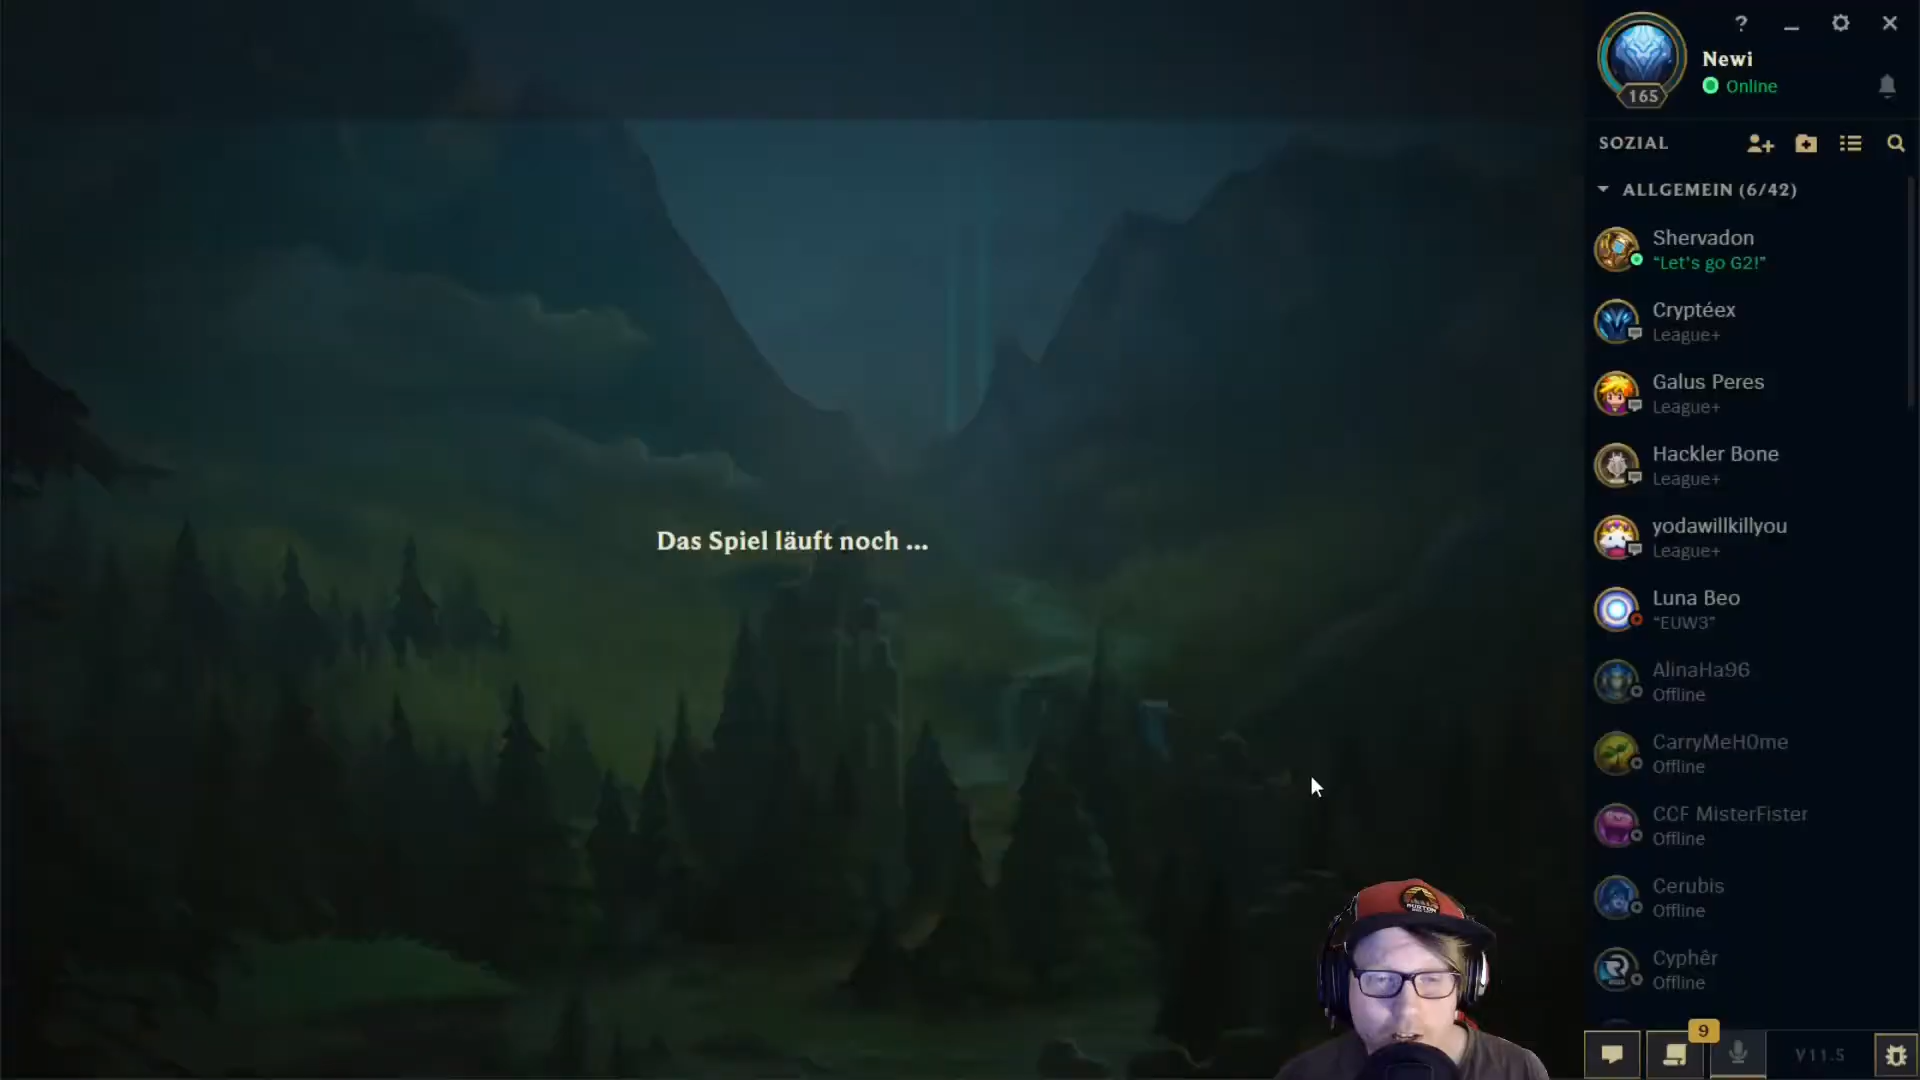 ?
Newi
Online
165
SOZIAL
ALLGEMEIN (6/42)
Shervadon
“Let's go G2!”
Cryptéex
League+
Galus Peres
League+
Hackler Bone
League+
yodawillkillyou
League+
Luna Beo
“EUW3”
AlinaHa96
Offline
CarryMeH0me
Offline
CCF MisterFister
Offline
Cerubis
Offline
Cyphêr
Offline
Das Spiel läuft noch ...
BURTON
9
V11.5